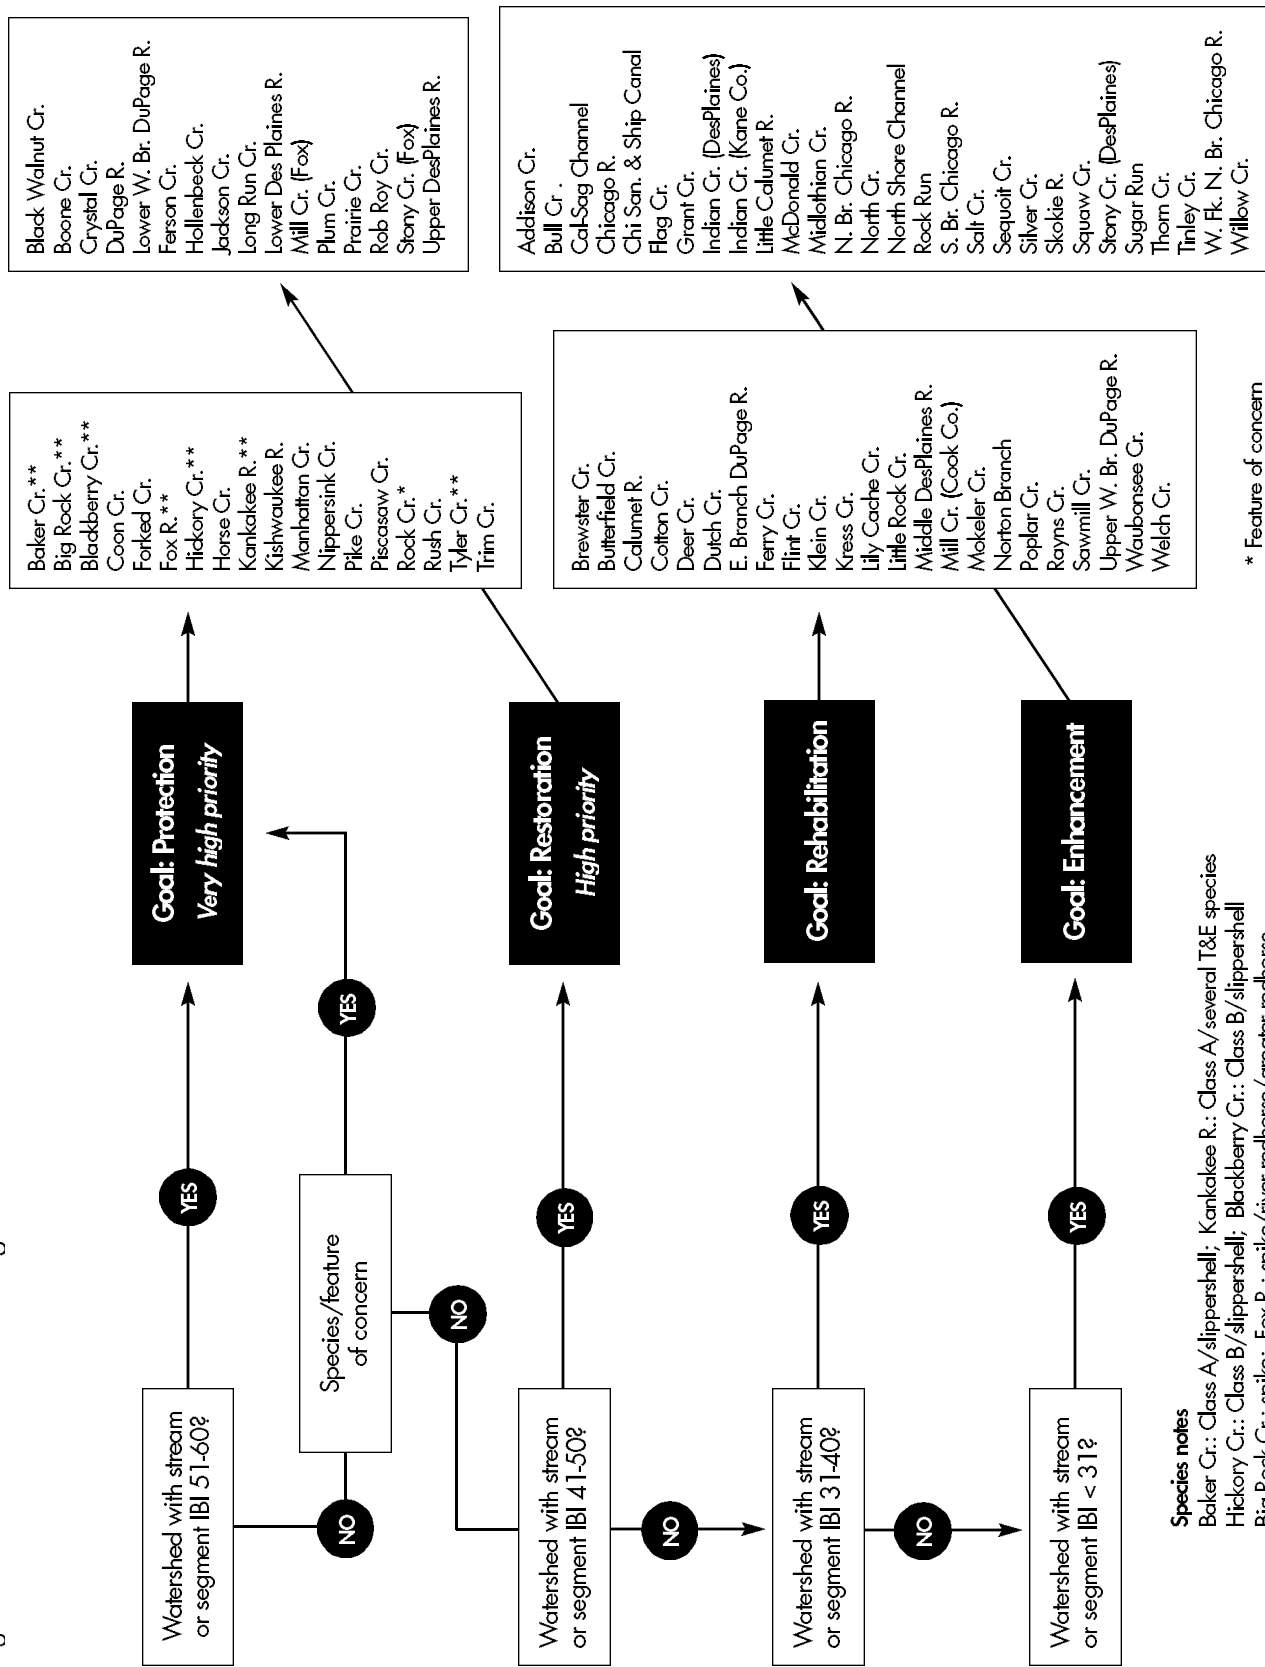 Watershed with stream
or segment IBI 51-60?
NO
YES
Species/feature
of concern
NO
YES
Goal: Protection
Very high priority
Baker Cr.**
Big Rock Cr.**
Blackberry Cr.**
Coon Cr.
Forked Cr.
Fox R.**
Hickory Cr.**
Horse Cr.
Kankakee R.**
Kishwaukee R.
Manhattan Cr.
Nippersink Cr.
Pike Cr.
Piscasaw Cr.
Rock Cr.*
Rush Cr.
Tyler Cr.**
Trim Cr.
Watershed with stream
or segment IBI 41-50?
NO
YES
Goal: Restoration
High priority
Black Walnut Cr.
Boone Cr.
Crystal Cr.
DuPage R.
Lower W. Br. DuPage R.
Ferson Cr.
Hollenbeck Cr.
Jackson Cr.
Long Run Cr.
Lower Des Plaines R.
Mill Cr. (Fox)
Plum Cr.
Prairie Cr.
Rob Roy Cr.
Stony Cr. (Fox)
Upper DesPlaines R.
Watershed with stream
or segment IBI 31-40?
NO
YES
Goal: Rehabilitation
Brewster Cr.
Butterfield Cr.
Calumet R.
Cotton Cr.
Deer Cr.
Dutch Cr.
E. Branch DuPage R.
Ferry Cr.
Flint Cr.
Klein Cr.
Kress Cr.
Lily Cache Cr.
Little Rock Cr.
Middle DesPlaines R.
Mill Cr. (Cook Co.)
Mokeler Cr.
Norton Branch
Poplar Cr.
Rayns Cr.
Sawmill Cr.
Upper W. Br. DuPage R.
Waubonsee Cr.
Welch Cr.
Watershed with stream
or segment IBI < 31?
YES
Goal: Enhancement
Addison Cr.
Bull Cr.
Cal-Sag Channel
Chicago R.
Chi San. & Ship Canal
Flag Cr.
Grant Cr.
Indian Cr. (DesPlaines)
Indian Cr. (Kane Co.)
Little Calumet R.
McDonald Cr.
Midlothian Cr.
N. Br. Chicago R.
North Cr.
North Shore Channel
Rock Run
S. Br. Chicago R.
Salt Cr.
Sequoit Cr.
Silver Cr.
Skokie R.
Squaw Cr.
Stony Cr. (DesPlaines)
Sugar Run
Thorn Cr.
Tinley Cr.
W. Fk. N. Br. Chicago R.
Willow Cr.
Species notes
Baker Cr.: Class A/slippershell; Kankakee R.: Class A/several T&E species
Hickory Cr.: Class B/slippershell; Blackberry Cr.: Class B/slippershell
Big Rock Cr.: spike; Fox R.: spike/river redhorse/greater redhorse
* Feature of concern